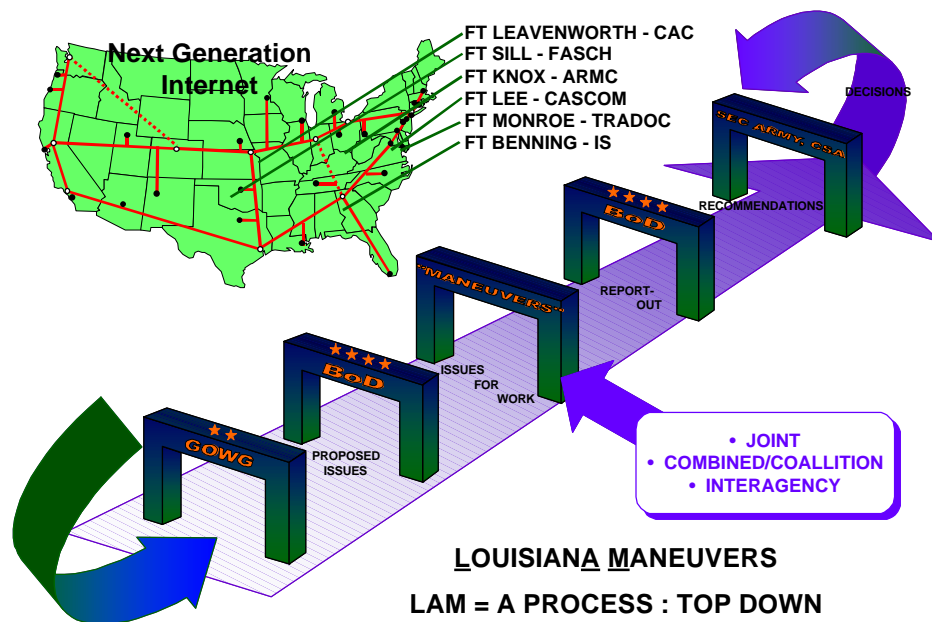 Next Generation
Internet
FT LEAVENWORTH - CAC
FT SILL - FASCH
FT KNOX - ARMC
FT LEE - CASCOM
FT MONROE - TRADOC
FT BENNING - IS
DECISIONS
SEC ARMY, CSA
RECOMMENDATIONS
BoD
REPORT-
OUT
"MANEUVERS"
ISSUES
FOR
WORK
BoD
PROPOSED
ISSUES
GOWG
• JOINT
• COMBINED/COALLITION
• INTERAGENCY
LOUISIANA MANEUVERS
LAM = A PROCESS : TOP DOWN